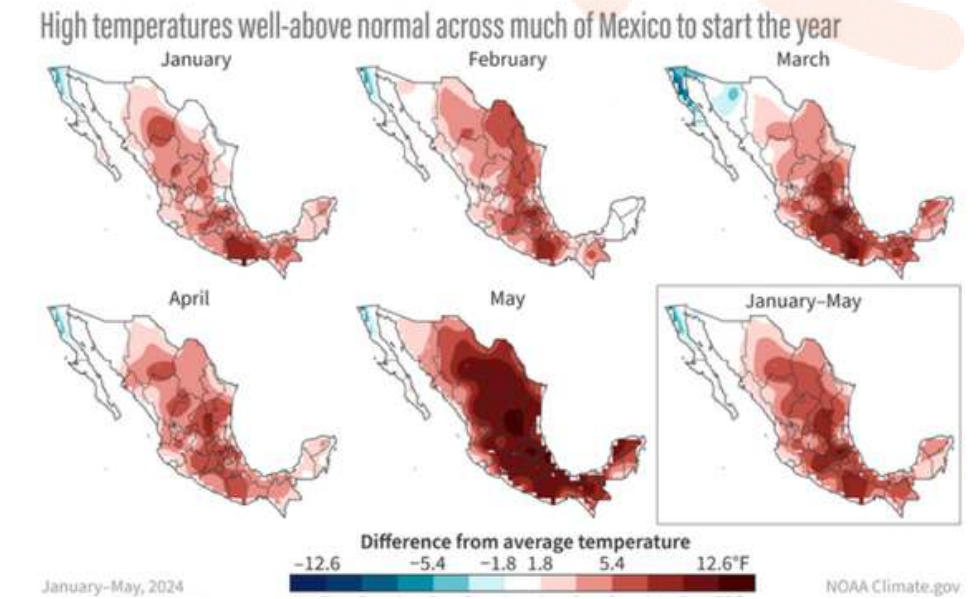 High temperatures well-above normal across much of Mexico to start the year
January
February
March
April
May
January–May
Difference from average temperature
−12.6 −5.4 −1.8 1.8 5.4 12.6°F
January–May, 2024
NOAA Climate.gov